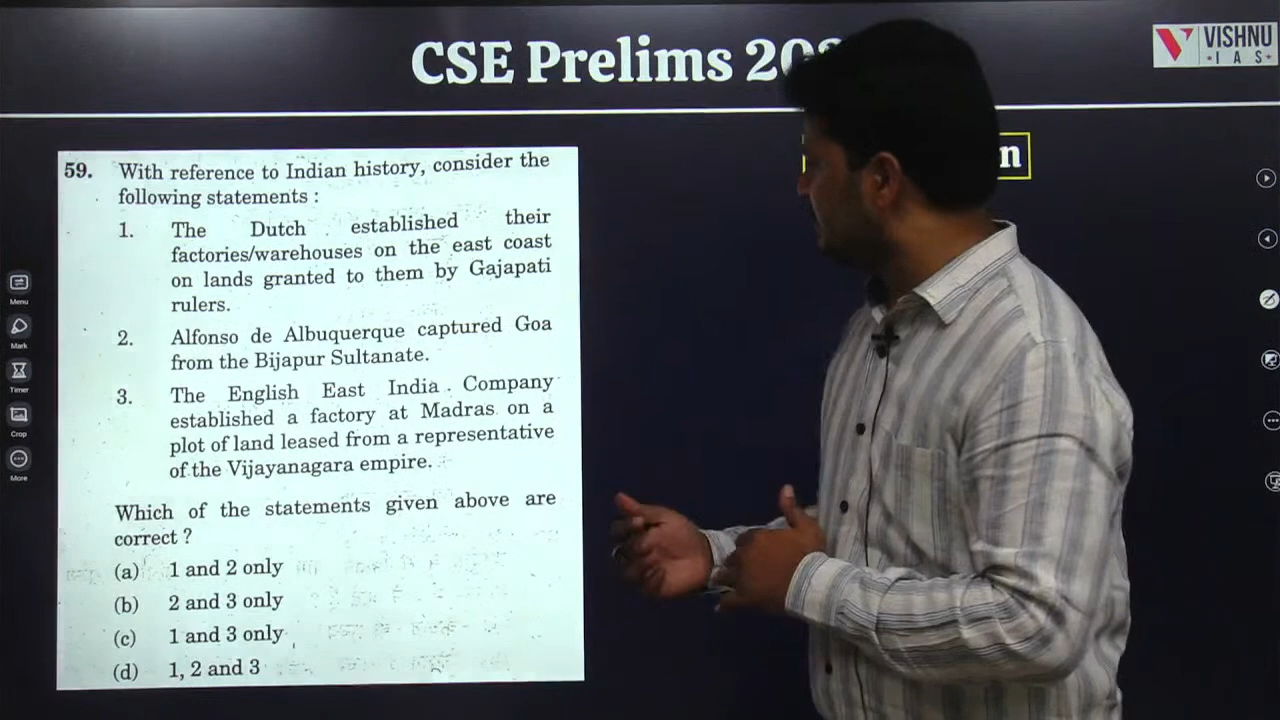 CSE Prelims
VISHNU
IAS
59. With reference to Indian history, consider the
following statements :
1. The Dutch established their
factories/warehouses on the east coast
on lands granted to them by Gajapati
rulers.
2. Alfonso de Albuquerque captured Goa
from the Bijapur Sultanate.
3. The English East India Company
established a factory at Madras on a
plot of land leased from a representative
of the Vijayanagara empire.
Which of the statements given above are
correct ?
(a) 1 and 2 only
(b) 2 and 3 only
(c) 1 and 3 only
(d) 1, 2 and 3
Menu
Mark
Timer
Crop
More